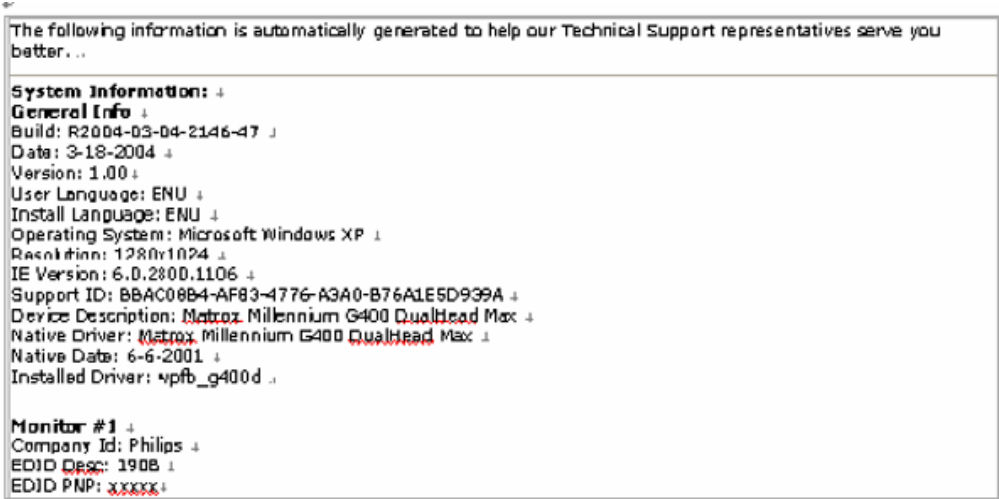 The following information is automatically generated to help our Technical Support representatives serve you
better...
System Information:
General Info
Build: R2004-03-04-2146-47
Date: 3-18-2004
Version: 1.00
User Language: ENU
Install Language: ENU
Operating System: Microsoft Windows XP
Resolution: 1280x1024
IE Version: 6.0.2800.1106
Support ID: BBAC08B4-AF83-4776-A3A0-B76A1E5D939A
Device Description: Matrox Millennium G400 DualHead Max
Native Driver: Matrox Millennium G400 DualHead Max
Native Date: 6-6-2001
Installed Driver: vpfb_g400d
Monitor #1
Company Id: Philips
EDID Desc: 190B
EDID PNP: xxxxx